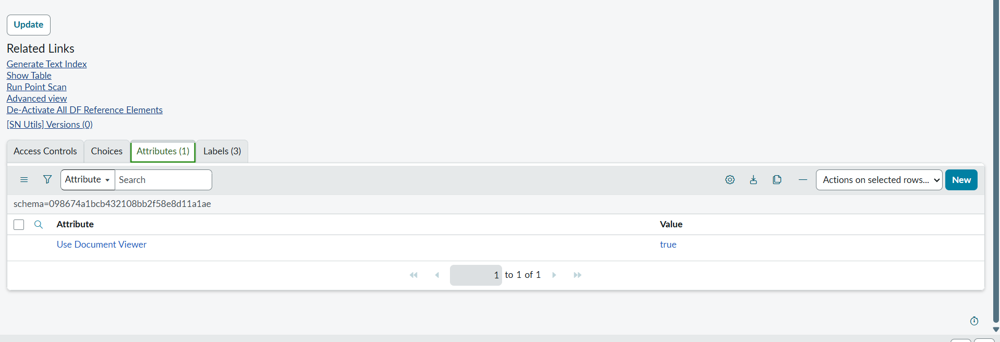 Update
Related Links
Generate Text Index
Show Table
Run Point Scan
Advanced view
De-Activate All DF Reference Elements
[SN Utils] Versions (0)
Access Controls Choices Attributes (1) Labels (3)
Attribute Search Actions on selected rows... New
schema=098674a1bcb432108bb2f58e8d11a1ae
Attribute Value
Use Document Viewer true
1 to 1 of 1